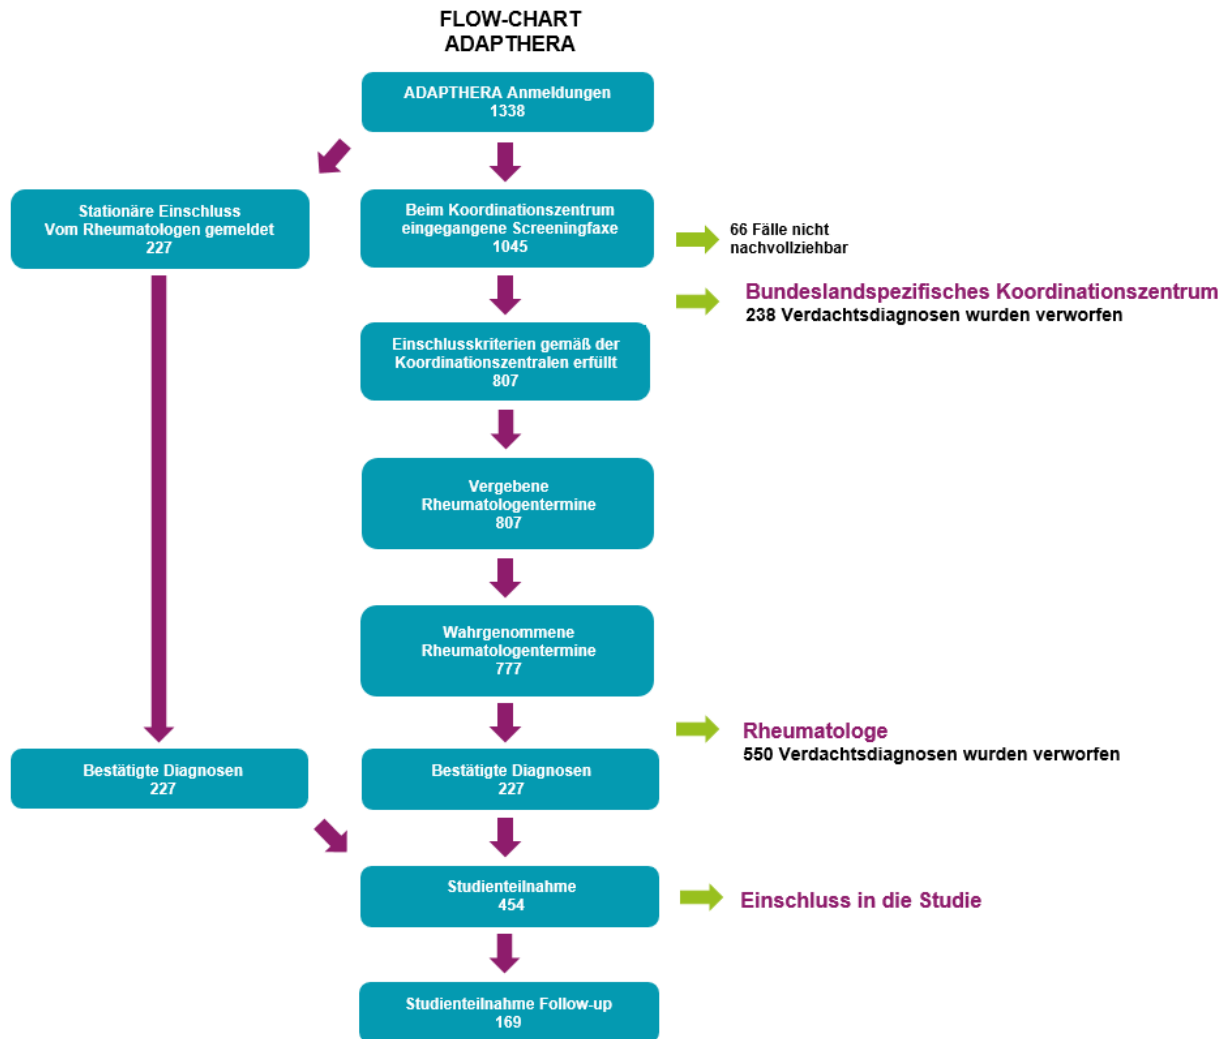 FLOW-CHART
ADAPTHERA
ADAPTHERA Anmeldungen
1338
Stationäre Einschluss
Vom Rheumatologen gemeldet
227
Beim Koordinationszentrum
eingegangene Screeningfaxe
1045
66 Fälle nicht
nachvollziehbar
Bundeslandspezifisches Koordinationszentrum
238 Verdachtsdiagnosen wurden verworfen
Einschlusskriterien gemäß der
Koordinationszentralen erfüllt
807
Vergebene
Rheumatologentermine
807
Wahrgenommene
Rheumatologentermine
777
Rheumatologe
550 Verdachtsdiagnosen wurden verworfen
Bestätigte Diagnosen
227
Bestätigte Diagnosen
227
Studienteilnahme
454
Einschluss in die Studie
Studienteilnahme Follow-up
169